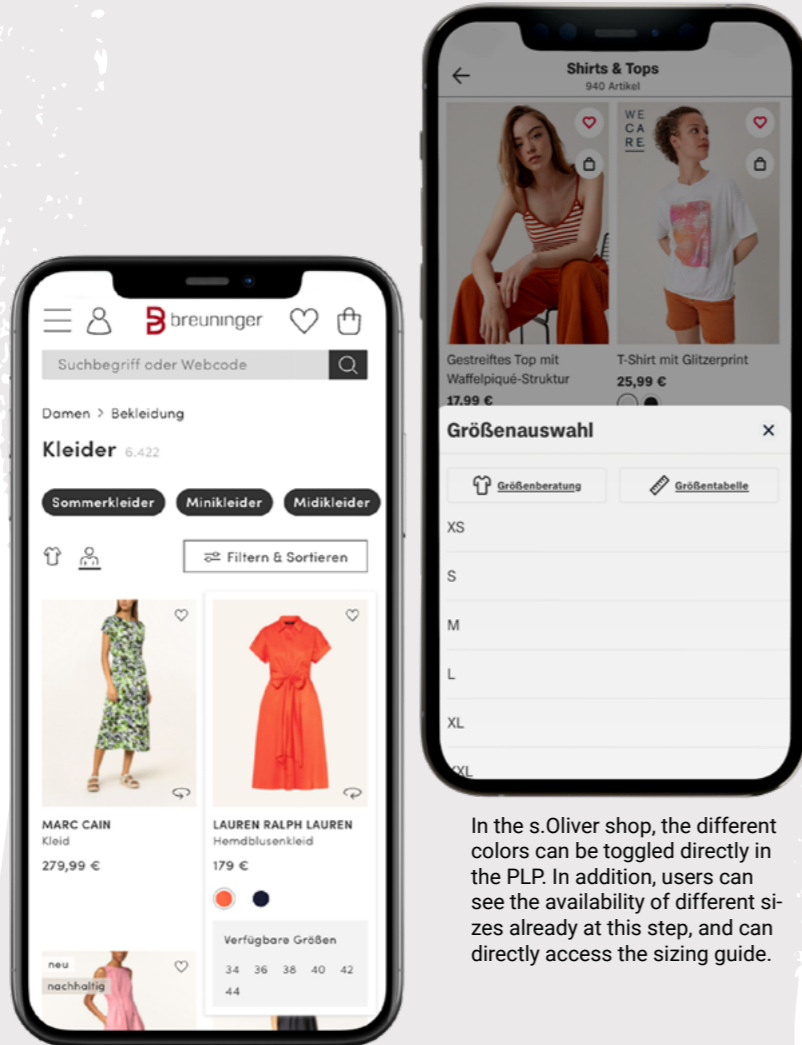 breuninger
Suchbegriff oder Webcode
Damen > Bekleidung
Kleider 6.422
Sommerkleider Minikleider Midikleider
Filtern & Sortieren
MARC CAIN
Kleid
279,99 €
LAUREN RALPH LAUREN
Hemdblusenkleid
179 €
Verfügbare Größen
34 36 38 40 42
44
neu
nachhaltig
Shirts & Tops
940 Artikel
WE
CA
RE
Gestreiftes Top mit
Waffelpiqué-Struktur
17,99 €
T-Shirt mit Glitzerprint
25,99 €
Größenauswahl
Größenberatung Größentabelle
XS
S
M
L
XL
XXL
In the s.Oliver shop, the different
colors can be toggled directly in
the PLP. In addition, users can
see the availability of different si-
zes already at this step, and can
directly access the sizing guide.